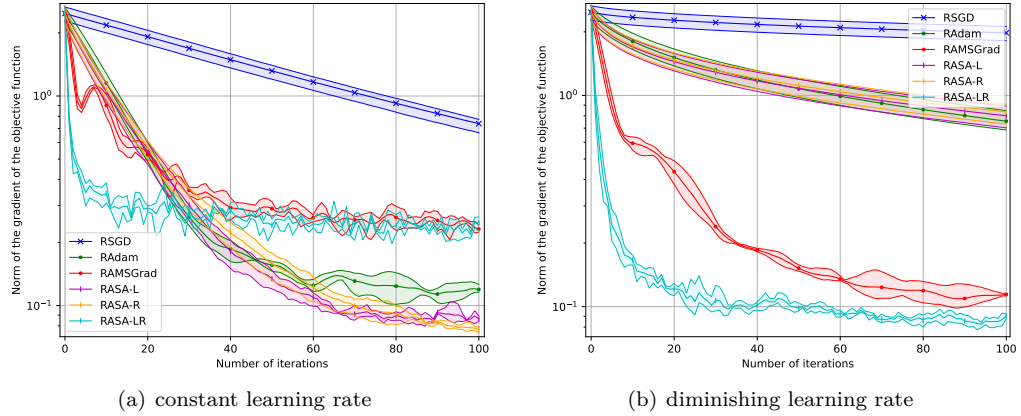 Norm of the gradient of the objective function
10⁰
10⁻¹
RSGD
RAdam
RAMSGrad
RASA-L
RASA-R
RASA-LR
0 20 40 60 80 100
Number of iterations
(a) constant learning rate
Norm of the gradient of the objective function
10⁰
10⁻¹
RSGD
RAdam
RAMSGrad
RASA-L
RASA-R
RASA-LR
0 20 40 60 80 100
Number of iterations
(b) diminishing learning rate